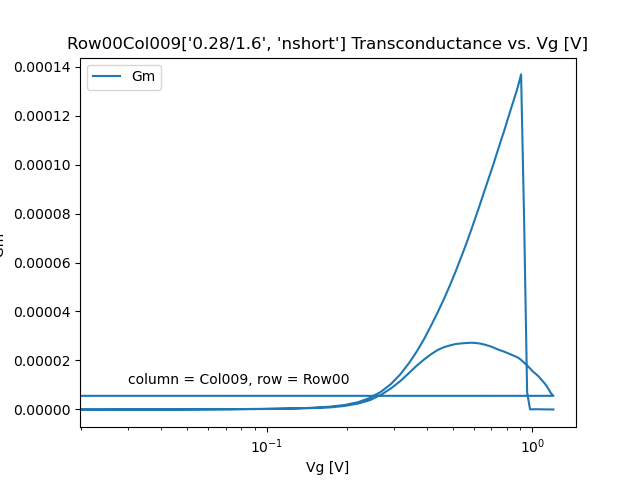 Row00Col009['0.28/1.6', 'nshort'] Transconductance vs. Vg [V]
Gm
0.00014
0.00012
0.00010
0.00008
0.00006
0.00004
0.00002
0.00000
column = Col009, row = Row00
10⁻¹
10⁰
Vg [V]